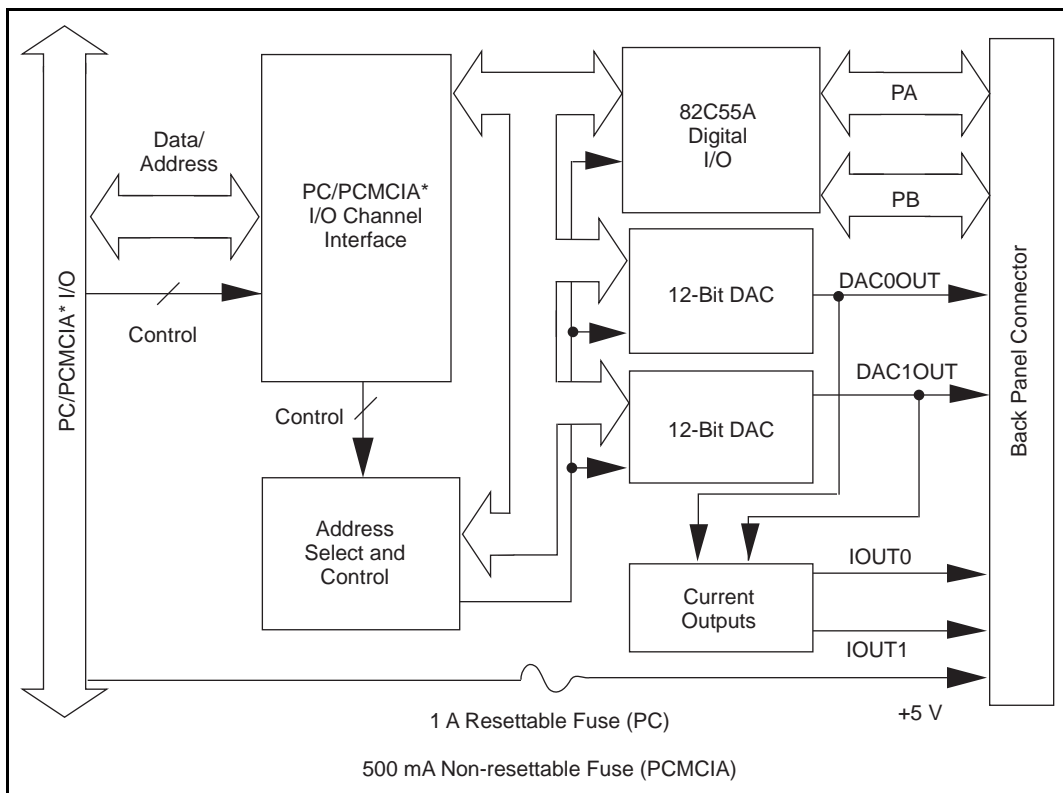 PC/PCMCIA* I/O
Data/
Address
Control
PC/PCMCIA*
I/O Channel
Interface
Control
Address
Select and
Control
82C55A
Digital
I/O
PA
PB
12-Bit DAC
DAC0OUT
12-Bit DAC
DAC1OUT
Current
Outputs
IOUT0
IOUT1
Back Panel Connector
+5 V
1 A Resettable Fuse (PC)
500 mA Non-resettable Fuse (PCMCIA)